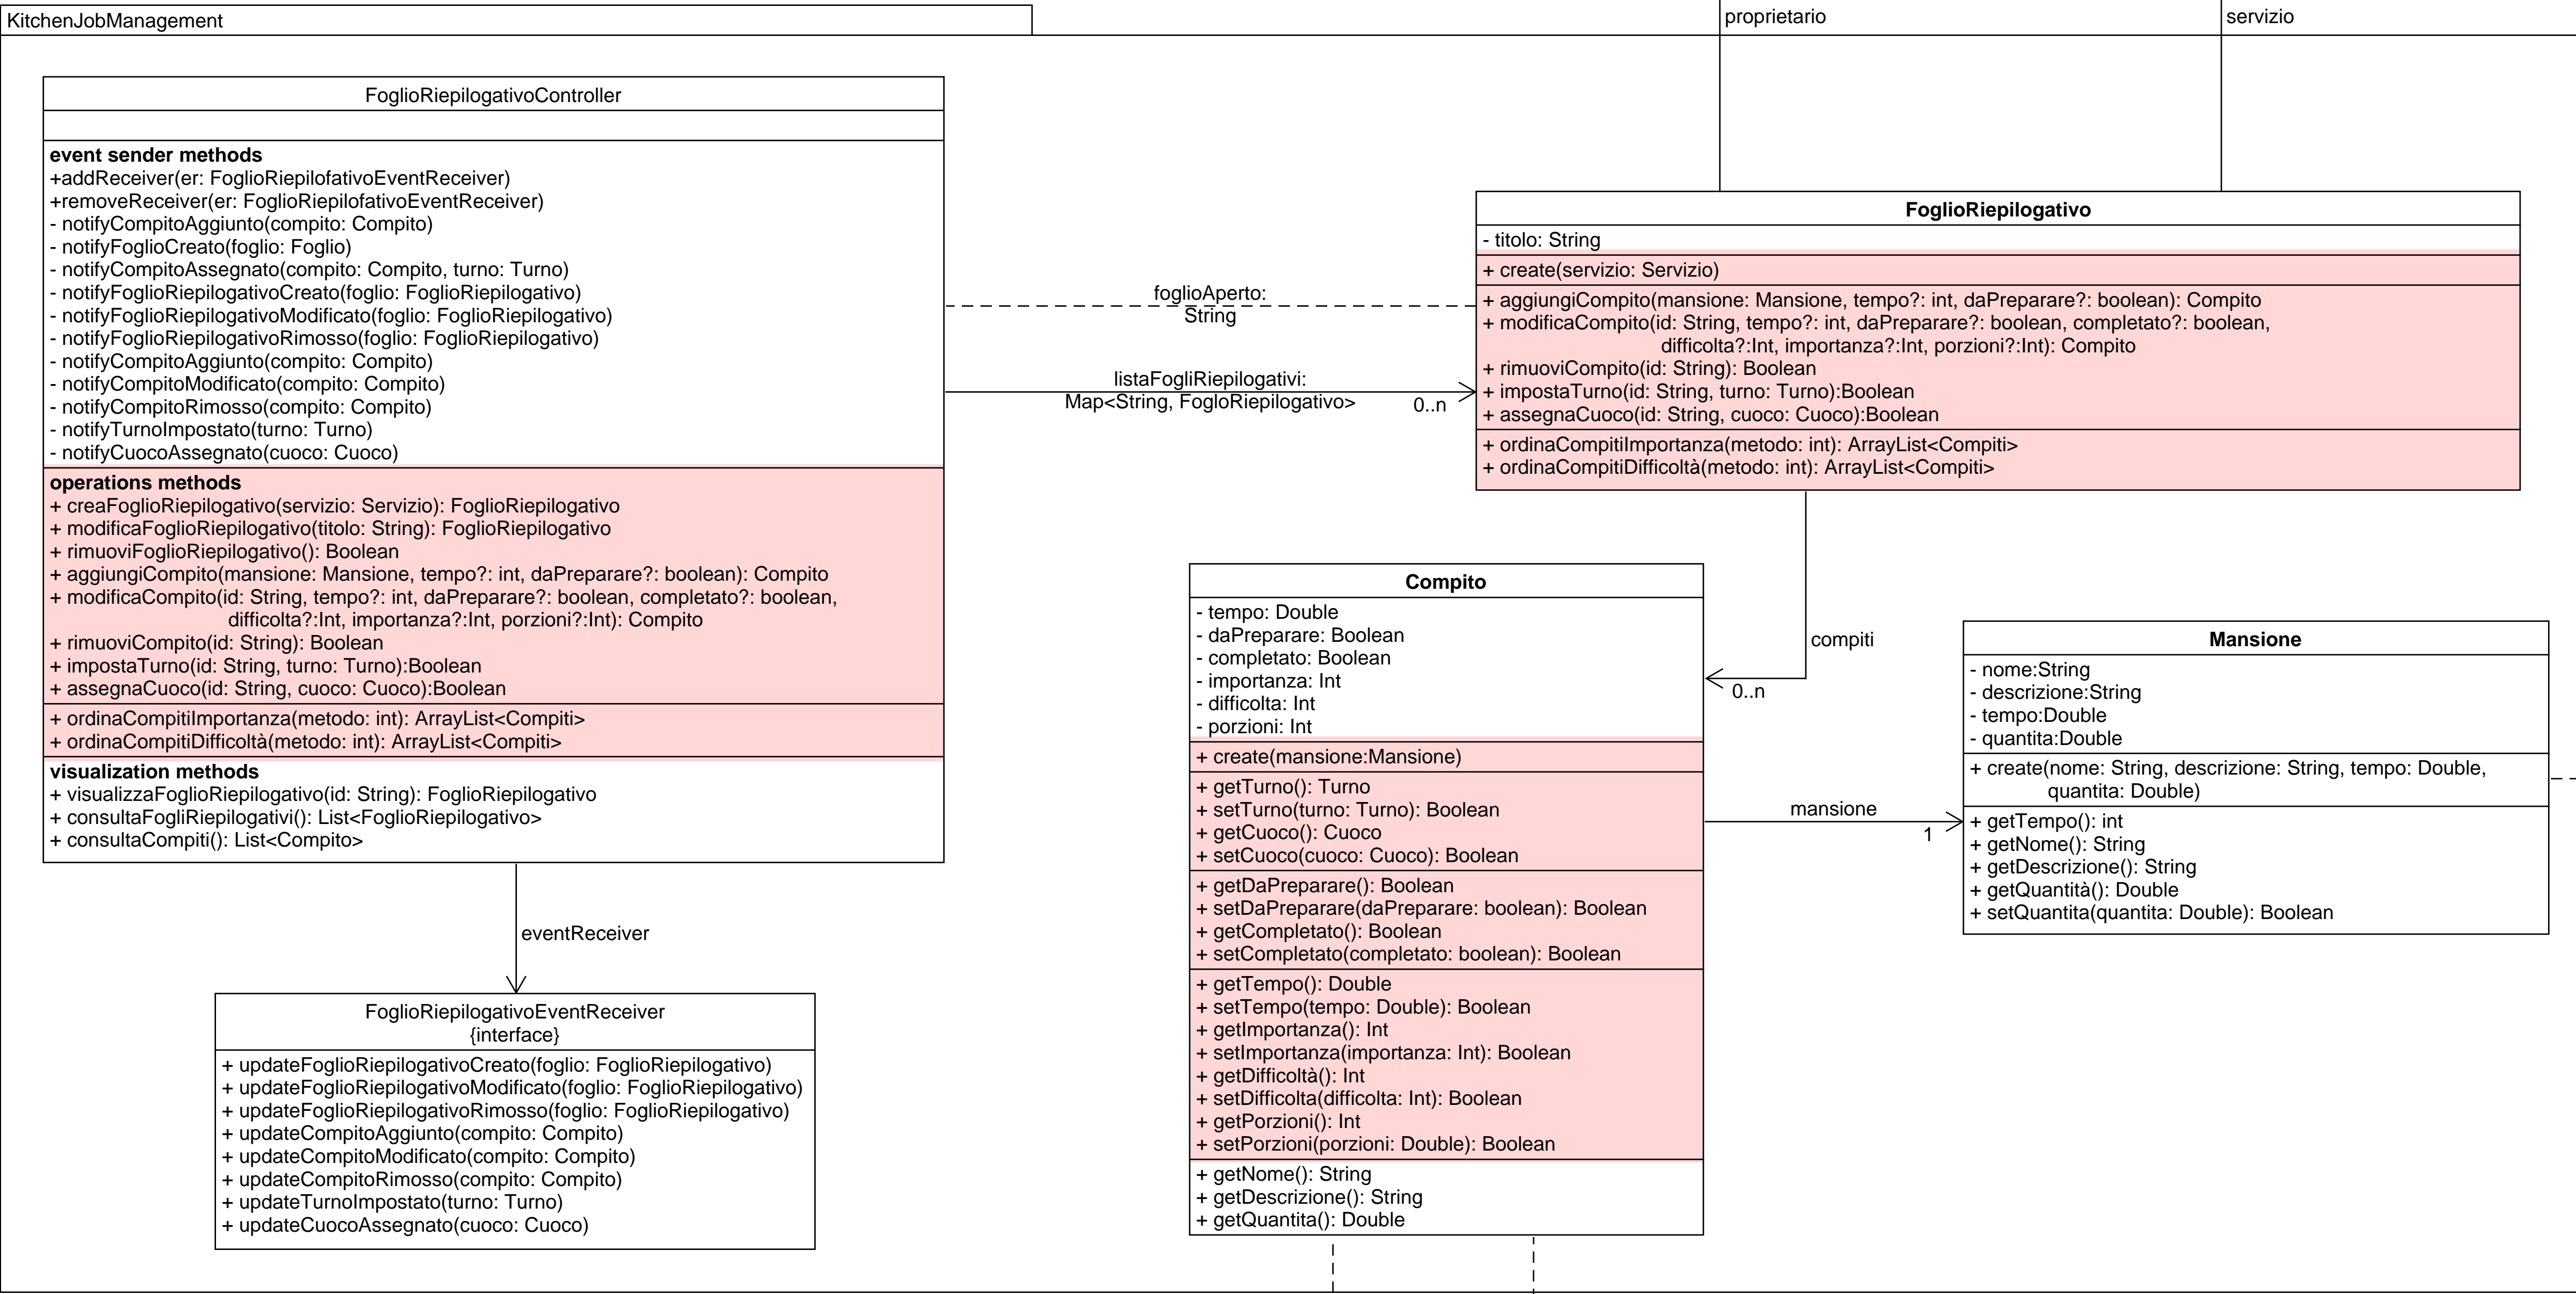 KitchenJobManagement
proprietario
servizio
FoglioRiepilogativoController
event sender methods
+addReceiver(er: FoglioRiepilofativoEventReceiver)
+removeReceiver(er: FoglioRiepilofativoEventReceiver)
- notifyCompitoAggiunto(compito: Compito)
- notifyFoglioCreato(foglio: Foglio)
- notifyCompitoAssegnato(compito: Compito, turno: Turno)
- notifyFoglioRiepilogativoCreato(foglio: FoglioRiepilogativo)
- notifyFoglioRiepilogativoModificato(foglio: FoglioRiepilogativo)
- notifyFoglioRiepilogativoRimosso(foglio: FoglioRiepilogativo)
- notifyCompitoAggiunto(compito: Compito)
- notifyCompitoModificato(compito: Compito)
- notifyCompitoRimosso(compito: Compito)
- notifyTurnoImpostato(turno: Turno)
- notifyCuocoAssegnato(cuoco: Cuoco)
operations methods
+ creaFoglioRiepilogativo(servizio: Servizio): FoglioRiepilogativo
+ modificaFoglioRiepilogativo(titolo: String): FoglioRiepilogativo
+ rimuoviFoglioRiepilogativo(): Boolean
+ aggiungiCompito(mansione: Mansione, tempo?: int, daPreparare?: boolean): Compito
+ modificaCompito(id: String, tempo?: int, daPreparare?: boolean, completato?: boolean,
difficolta?:Int, importanza?:Int, porzioni?:Int): Compito
+ rimuoviCompito(id: String): Boolean
+ impostaTurno(id: String, turno: Turno):Boolean
+ assegnaCuoco(id: String, cuoco: Cuoco):Boolean
+ ordinaCompitiImportanza(metodo: int): ArrayList<Compiti>
+ ordinaCompitiDifficoltà(metodo: int): ArrayList<Compiti>
visualization methods
+ visualizzaFoglioRiepilogativo(id: String): FoglioRiepilogativo
+ consultaFogliRiepilogativi(): List<FoglioRiepilogativo>
+ consultaCompiti(): List<Compito>
foglioAperto:
String
listaFogliRiepilogativi:
Map<String, FogloRiepilogativo>
0..n
FoglioRiepilogativo
- titolo: String
+ create(servizio: Servizio)
+ aggiungiCompito(mansione: Mansione, tempo?: int, daPreparare?: boolean): Compito
+ modificaCompito(id: String, tempo?: int, daPreparare?: boolean, completato?: boolean,
difficolta?:Int, importanza?:Int, porzioni?:Int): Compito
+ rimuoviCompito(id: String): Boolean
+ impostaTurno(id: String, turno: Turno):Boolean
+ assegnaCuoco(id: String, cuoco: Cuoco):Boolean
+ ordinaCompitiImportanza(metodo: int): ArrayList<Compiti>
+ ordinaCompitiDifficoltà(metodo: int): ArrayList<Compiti>
compiti
0..n
Compito
- tempo: Double
- daPreparare: Boolean
- completato: Boolean
- importanza: Int
- difficolta: Int
- porzioni: Int
+ create(mansione:Mansione)
+ getTurno(): Turno
+ setTurno(turno: Turno): Boolean
+ getCuoco(): Cuoco
+ setCuoco(cuoco: Cuoco): Boolean
+ getDaPreparare(): Boolean
+ setDaPreparare(daPreparare: boolean): Boolean
+ getCompletato(): Boolean
+ setCompletato(completato: boolean): Boolean
+ getTempo(): Double
+ setTempo(tempo: Double): Boolean
+ getImportanza(): Int
+ setImportanza(importanza: Int): Boolean
+ getDifficoltà(): Int
+ setDifficolta(difficolta: Int): Boolean
+ getPorzioni(): Int
+ setPorzioni(porzioni: Double): Boolean
+ getNome(): String
+ getDescrizione(): String
+ getQuantita(): Double
mansione
1
Mansione
- nome:String
- descrizione:String
- tempo:Double
- quantita:Double
+ create(nome: String, descrizione: String, tempo: Double,
quantita: Double)
+ getTempo(): int
+ getNome(): String
+ getDescrizione(): String
+ getQuantità(): Double
+ setQuantita(quantita: Double): Boolean
eventReceiver
FoglioRiepilogativoEventReceiver
{interface}
+ updateFoglioRiepilogativoCreato(foglio: FoglioRiepilogativo)
+ updateFoglioRiepilogativoModificato(foglio: FoglioRiepilogativo)
+ updateFoglioRiepilogativoRimosso(foglio: FoglioRiepilogativo)
+ updateCompitoAggiunto(compito: Compito)
+ updateCompitoModificato(compito: Compito)
+ updateCompitoRimosso(compito: Compito)
+ updateTurnoImpostato(turno: Turno)
+ updateCuocoAssegnato(cuoco: Cuoco)